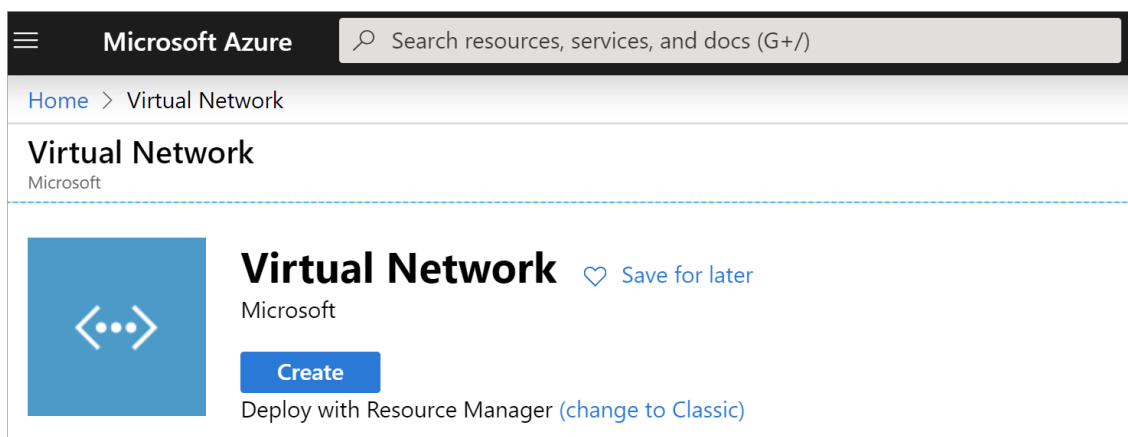 Microsoft Azure
Search resources, services, and docs (G+/)
Home > Virtual Network
Virtual Network
Microsoft
Virtual Network
Save for later
Microsoft
Create
Deploy with Resource Manager (change to Classic)